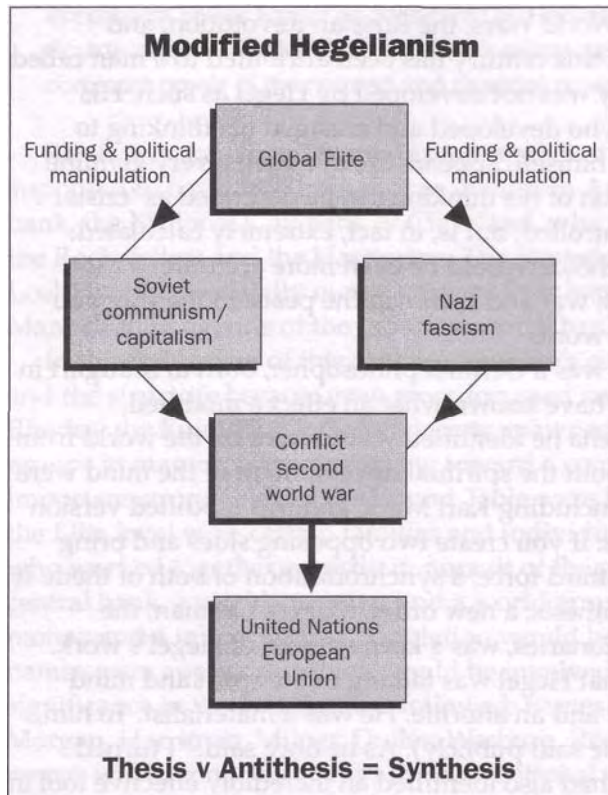 Modified Hegelianism
Global Elite
Funding & political
manipulation
Funding & political
manipulation
Soviet
communism/
capitalism
Nazi
fascism
Conflict
second
world war
United Nations
European
Union
Thesis v Antithesis = Synthesis